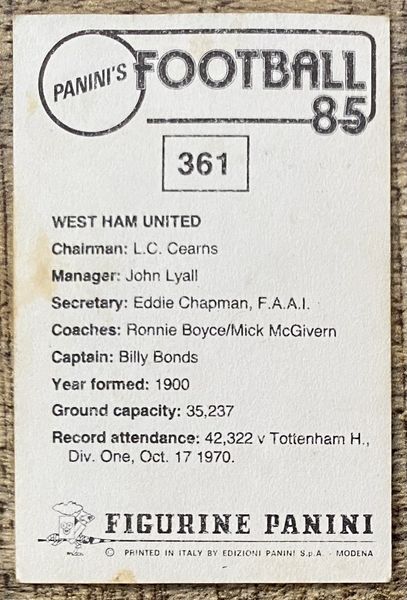 PANINI'S FOOTBALL
85
361
WEST HAM UNITED
Chairman: L.C. Cearns
Manager: John Lyall
Secretary: Eddie Chapman, F.A.A.I.
Coaches: Ronnie Boyce/Mick McGivern
Captain: Billy Bonds
Year formed: 1900
Ground capacity: 35,237
Record attendance: 42,322 v Tottenham H.,
Div. One, Oct. 17 1970.
FIGURINE PANINI
© PRINTED IN ITALY BY EDIZIONI PANINI S.p.A. - MODENA